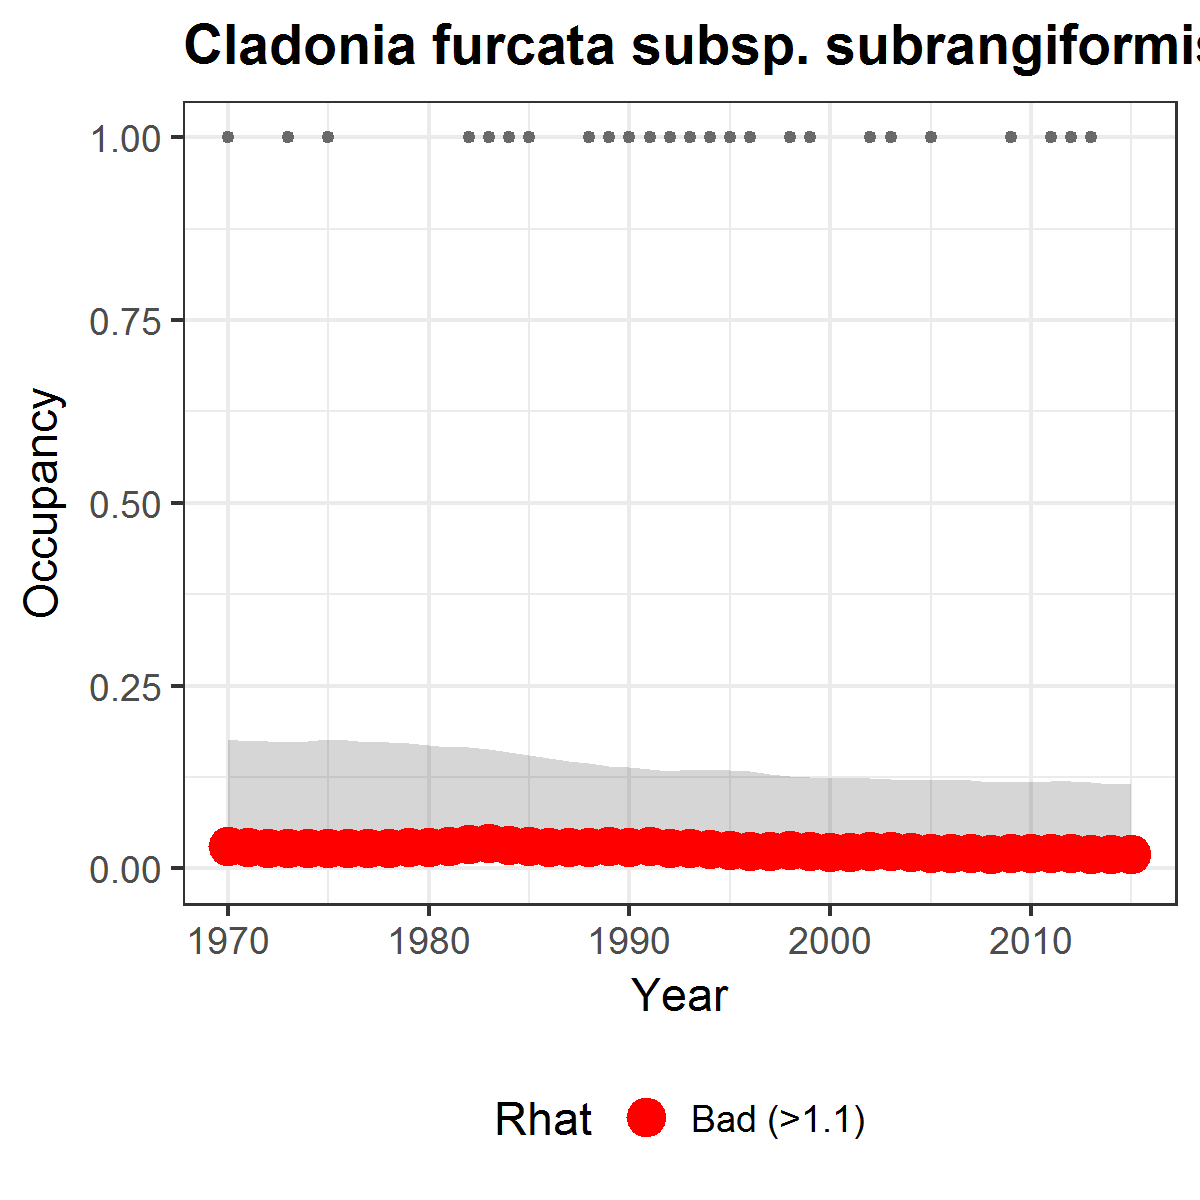 Cladonia furcata subsp. subrangiformis
1.00
0.75
0.50
0.25
0.00
Occupancy
1970 1980 1990 2000 2010
Year
Rhat Bad (>1.1)